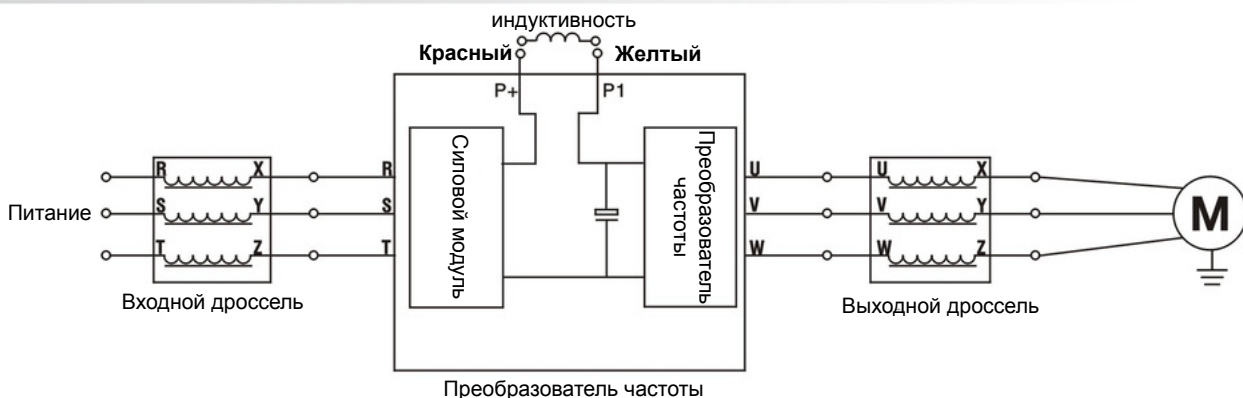 индуктивность
Красный Желтый
P+ P1
Силовой модуль
Преобразователь
частоты
Питание
R X R U U X
S Y S V V Y
T Z T W W Z
M
Входной дроссель
Выходной дроссель
Преобразователь частоты